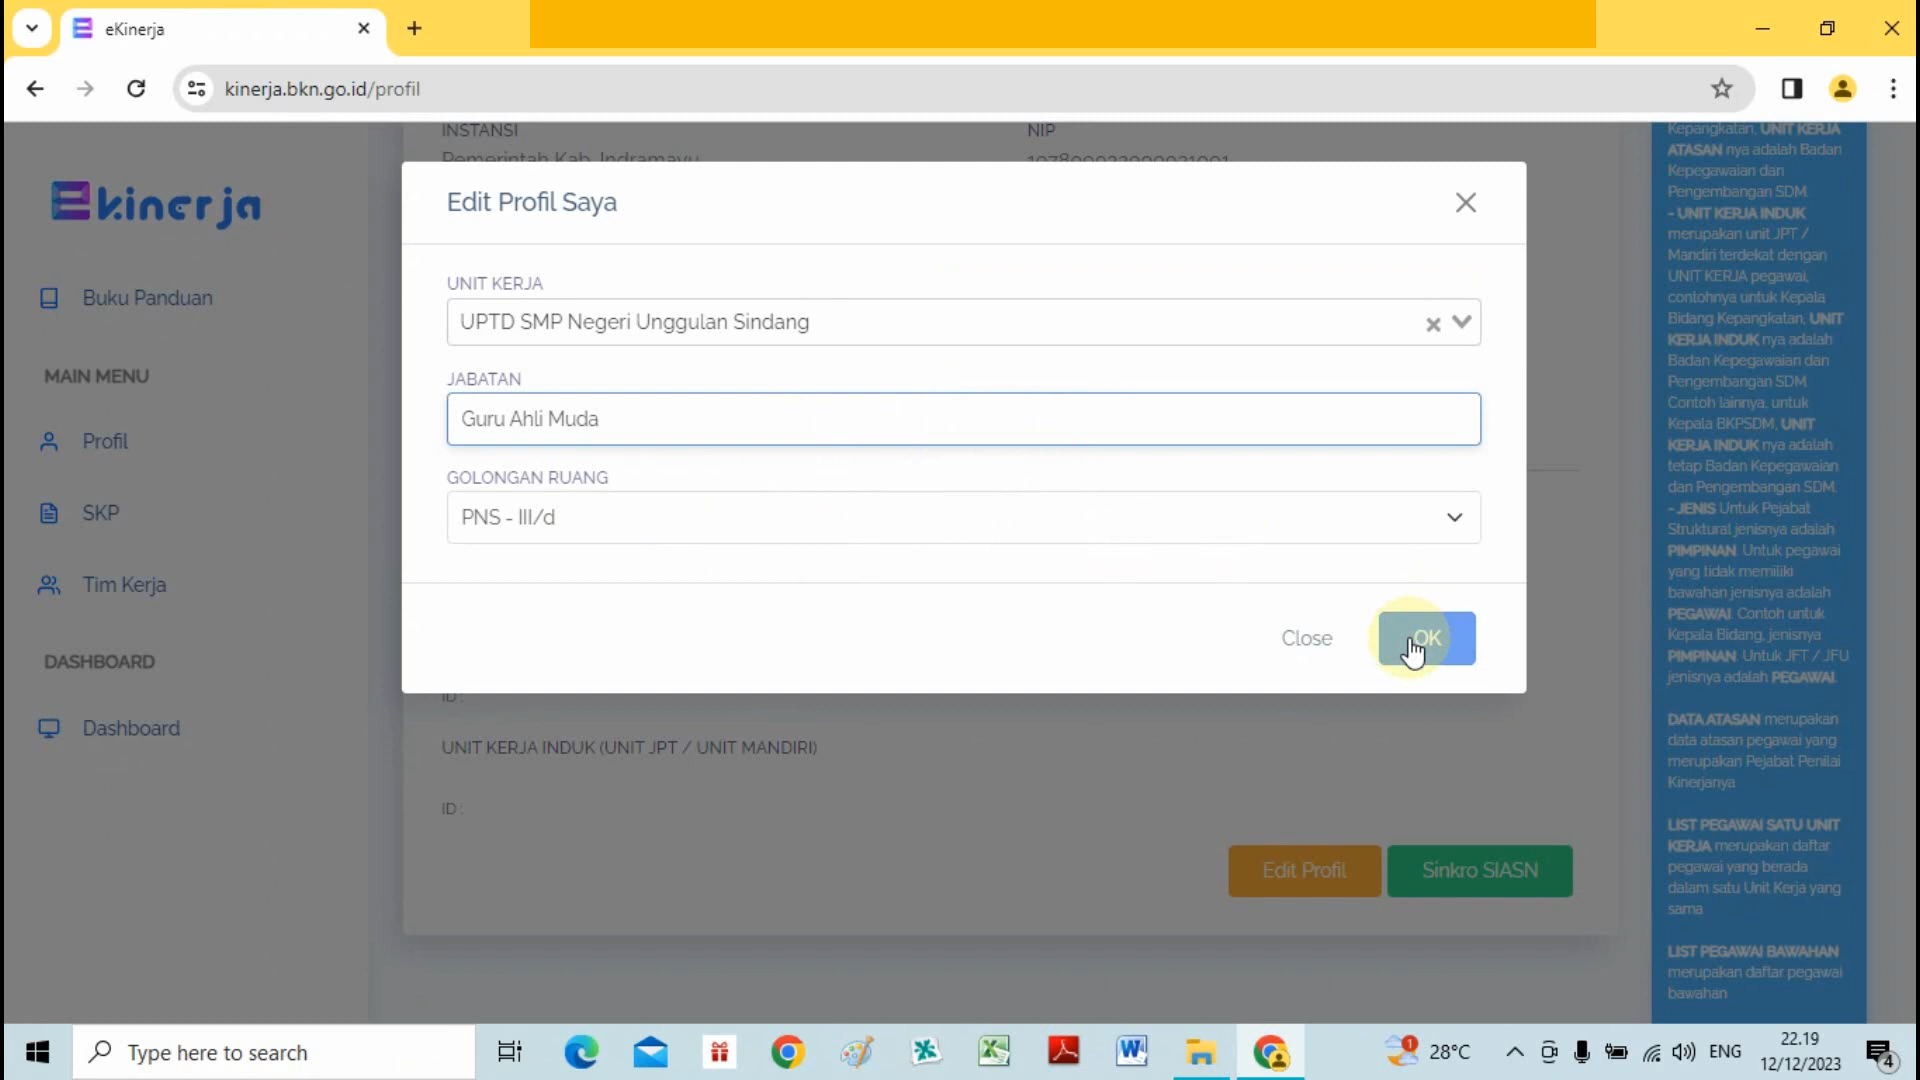 eKinerja
kinerja.bkn.go.id/profil
INSTANSI
NIP
Pemerintah Kab. Indramayu
Ekinerja
Buku Panduan
MAIN MENU
Profil
SKP
Tim Kerja
DASHBOARD
Dashboard
Edit Profil Saya
UNIT KERJA
UPTD SMP Negeri Unggulan Sindang
JABATAN
Guru Ahli Muda
GOLONGAN RUANG
PNS - III/d
Close
OK
ID :
UNIT KERJA INDUK (UNIT JPT / UNIT MANDIRI)
ID :
Edit Profil
Sinkro SIASN
Kepangkatan, UNIT KERJA
ATASAN nya adalah Badan
Kepegawaian dan
Pengembangan SDM.
- UNIT KERJA INDUK
merupakan unit JPT /
Mandiri terdekat dengan
UNIT KERJA pegawai,
contohnya untuk Kepala
Bidang Kepangkatan, UNIT
KERJA INDUK nya adalah
Badan Kepegawaian dan
Pengembangan SDM.
Contoh lainnya, untuk
Kepala BKPSDM, UNIT
KERJA INDUK nya adalah
tetap Badan Kepegawaian
dan Pengembangan SDM.
- JENIS Untuk Pejabat
Struktural jenisnya adalah
PIMPINAN. Untuk pegawai
yang tidak memiliki
bawahan jenisnya adalah
PEGAWAI. Contoh untuk
Kepala Bidang, jenisnya
PIMPINAN. Untuk JFT / JFU
jenisnya adalah PEGAWAI.
DATA ATASAN merupakan
data atasan pegawai yang
merupakan Pejabat Penilai
Kinerjanya
LIST PEGAWAI SATU UNIT
KERJA merupakan daftar
pegawai yang berada
dalam satu Unit Kerja yang
sama
LIST PEGAWAI BAWAHAN
merupakan daftar pegawai
bawahan
Type here to search
1
28°C
ENG
22.19
12/12/2023
4